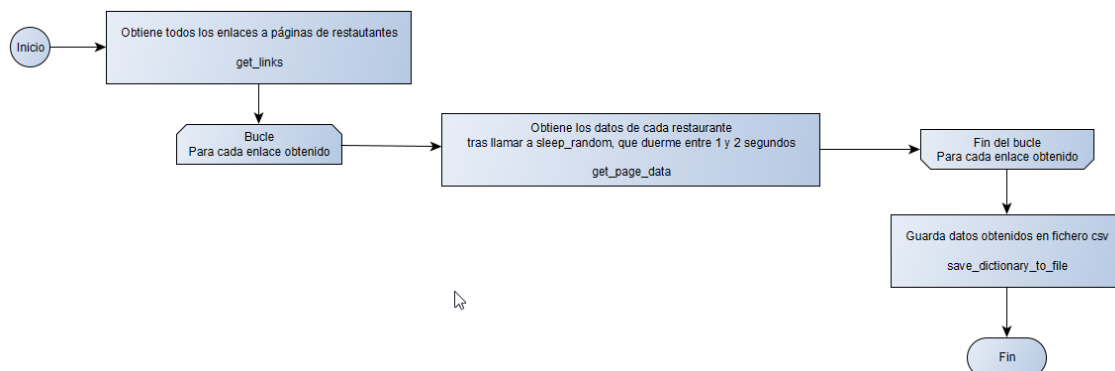 Inicio
Obtiene todos los enlaces a páginas de restautantes
get_links
Bucle
Para cada enlace obtenido
Obtiene los datos de cada restaurante
tras llamar a sleep_random, que duerme entre 1 y 2 segundos
get_page_data
Fin del bucle
Para cada enlace obtenido
Guarda datos obtenidos en fichero csv
save_dictionary_to_file
Fin